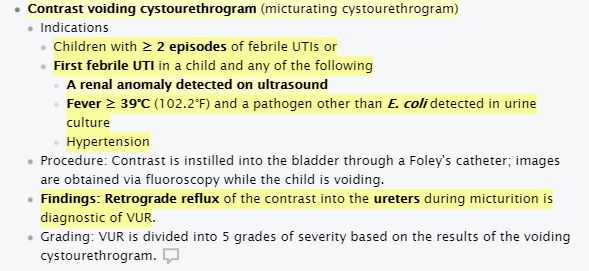 Contrast voiding cystourethrogram (micturating cystourethrogram)
Indications
Children with ≥ 2 episodes of febrile UTIs or
First febrile UTI in a child and any of the following
A renal anomaly detected on ultrasound
Fever ≥ 39°C (102.2°F) and a pathogen other than E. coli detected in urine
culture
Hypertension
Procedure: Contrast is instilled into the bladder through a Foley's catheter; images
are obtained via fluoroscopy while the child is voiding.
Findings: Retrograde reflux of the contrast into the ureters during micturition is
diagnostic of VUR.
Grading: VUR is divided into 5 grades of severity based on the results of the voiding
cystourethrogram.